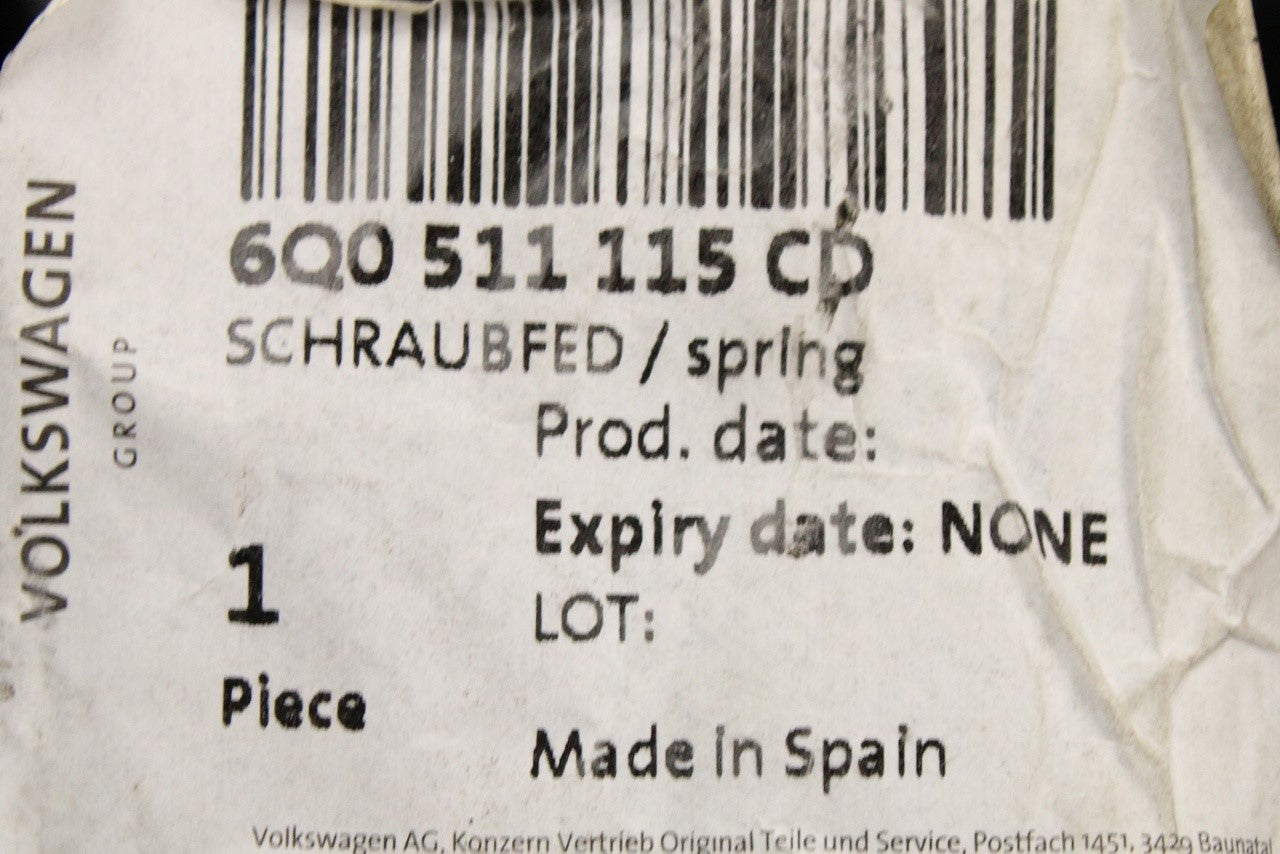 6Q0 511 115 CD
SCHRAUBFED / spring
Prod. date:
Expiry date: NONE
LOT:
1
Piece
Made in Spain
Volkswagen AG, Konzern Vertrieb Original Teile und Service, Postfach 1451, 3429 Baunatal
VOLKSWAGEN
GROUP